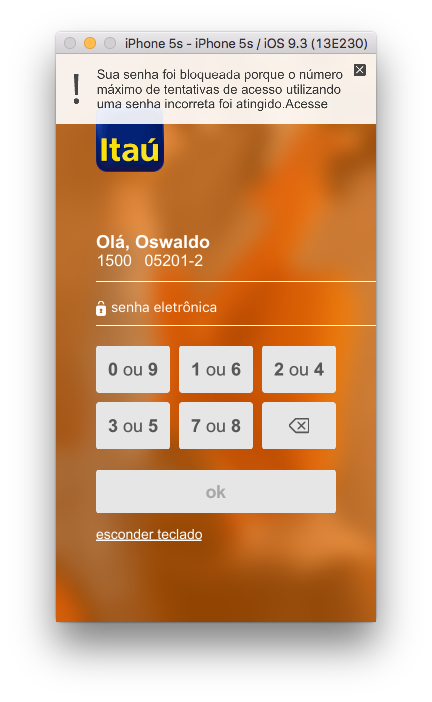 iPhone 5s - iPhone 5s / iOS 9.3 (13E230)
Sua senha foi bloqueada porque o número
máximo de tentativas de acesso utilizando
uma senha incorreta foi atingido.Acesse
Itaú
Olá, Oswaldo
1500 05201-2
senha eletrônica
0 ou 9 1 ou 6 2 ou 4
3 ou 5 7 ou 8
ok
esconder teclado